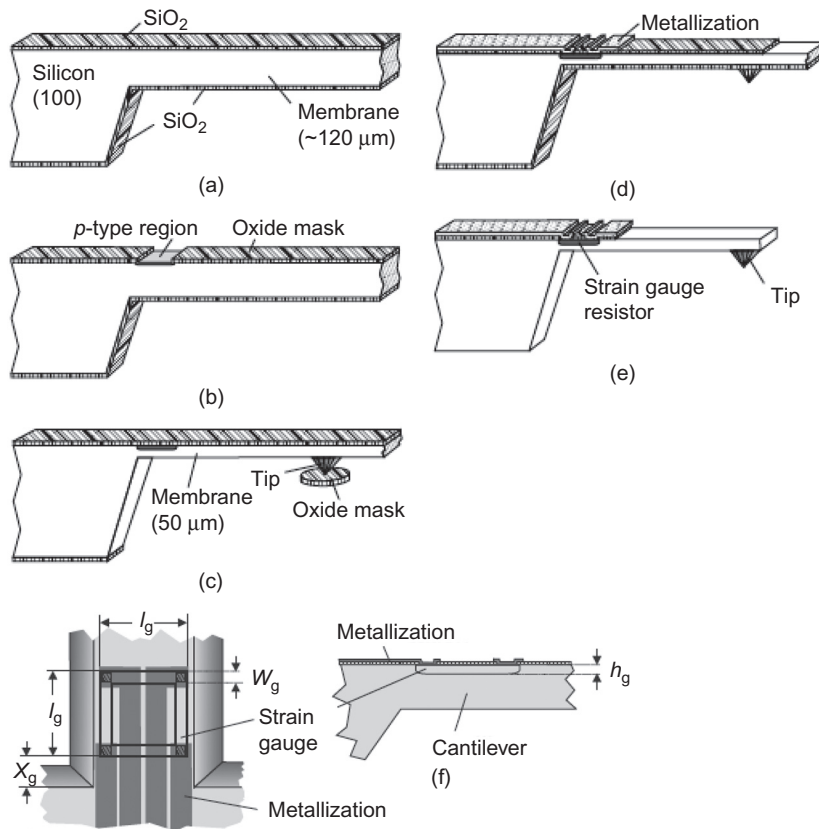 SiO2
Silicon
(100)
SiO2
Membrane
(~120 μm)
(a)
p-type region
Oxide mask
(b)
Tip
Membrane
(50 μm)
Oxide mask
(c)
Metallization
(d)
Strain gauge
resistor
Tip
(e)
lg
Wg
lg
Xg
Strain
gauge
Metallization
Metallization
hg
Cantilever
(f)